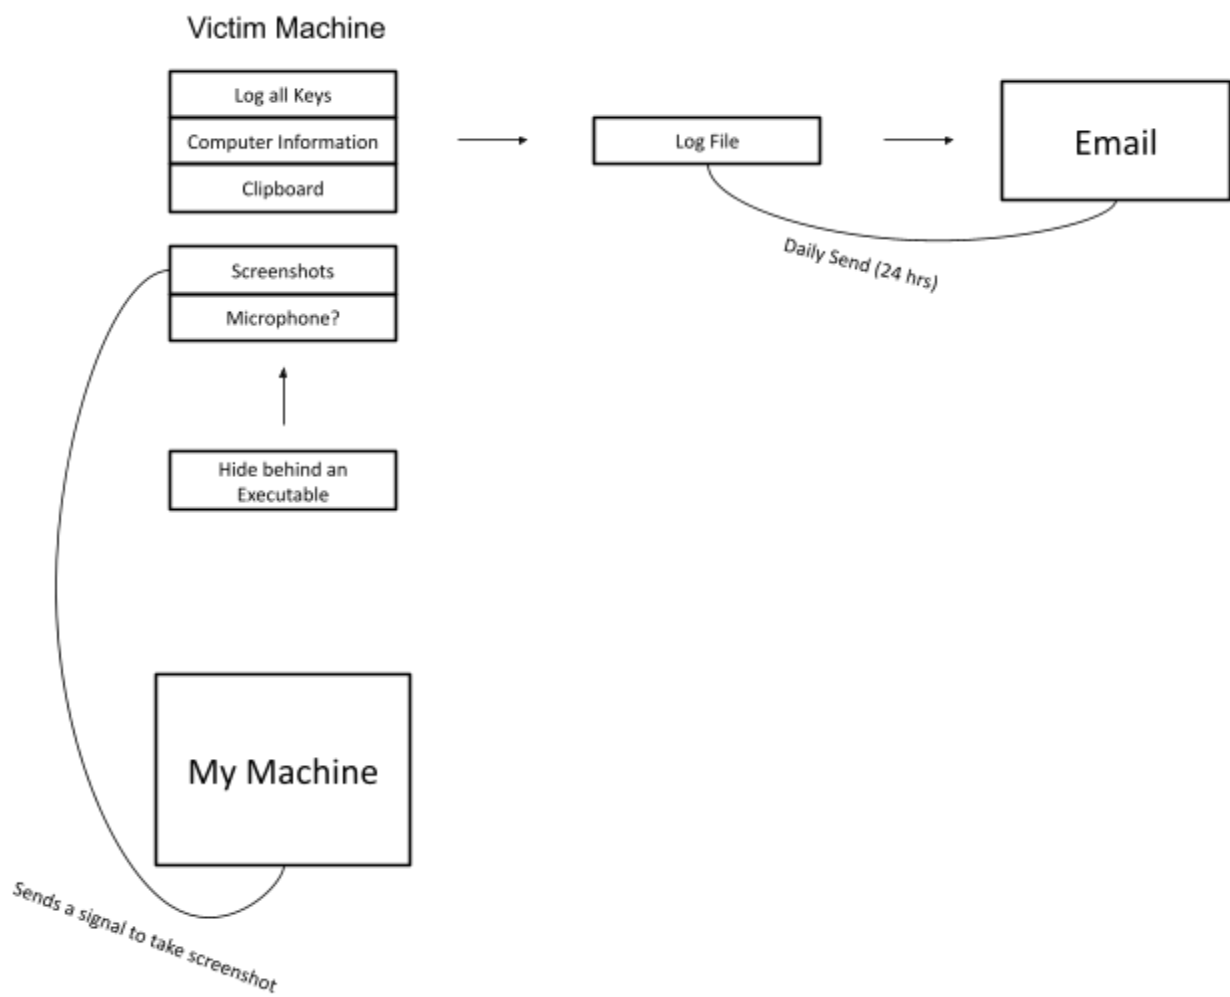 Victim Machine
Log all Keys
Computer Information
Clipboard
Log File
Email
Daily Send (24 hrs)
Screenshots
Microphone?
Hide behind an
Executable
My Machine
Sends a signal to take screenshot